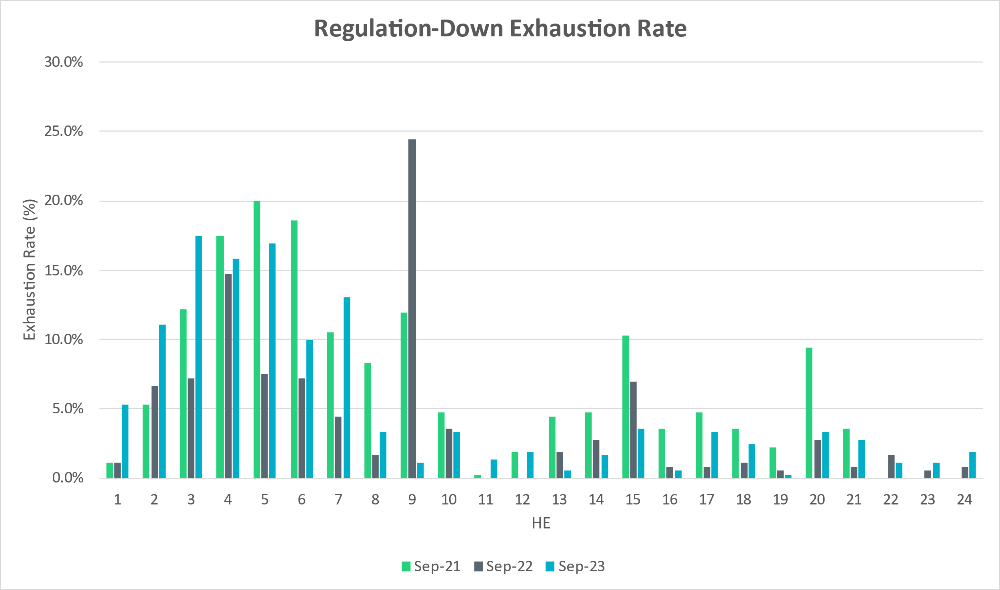 Regulation-Down Exhaustion Rate
30.0%
25.0%
20.0%
15.0%
10.0%
5.0%
0.0%
Exhaustion Rate (%)
1 2 3 4 5 6 7 8 9 10 11 12 13 14 15 16 17 18 19 20 21 22 23 24
HE
Sep-21 Sep-22 Sep-23